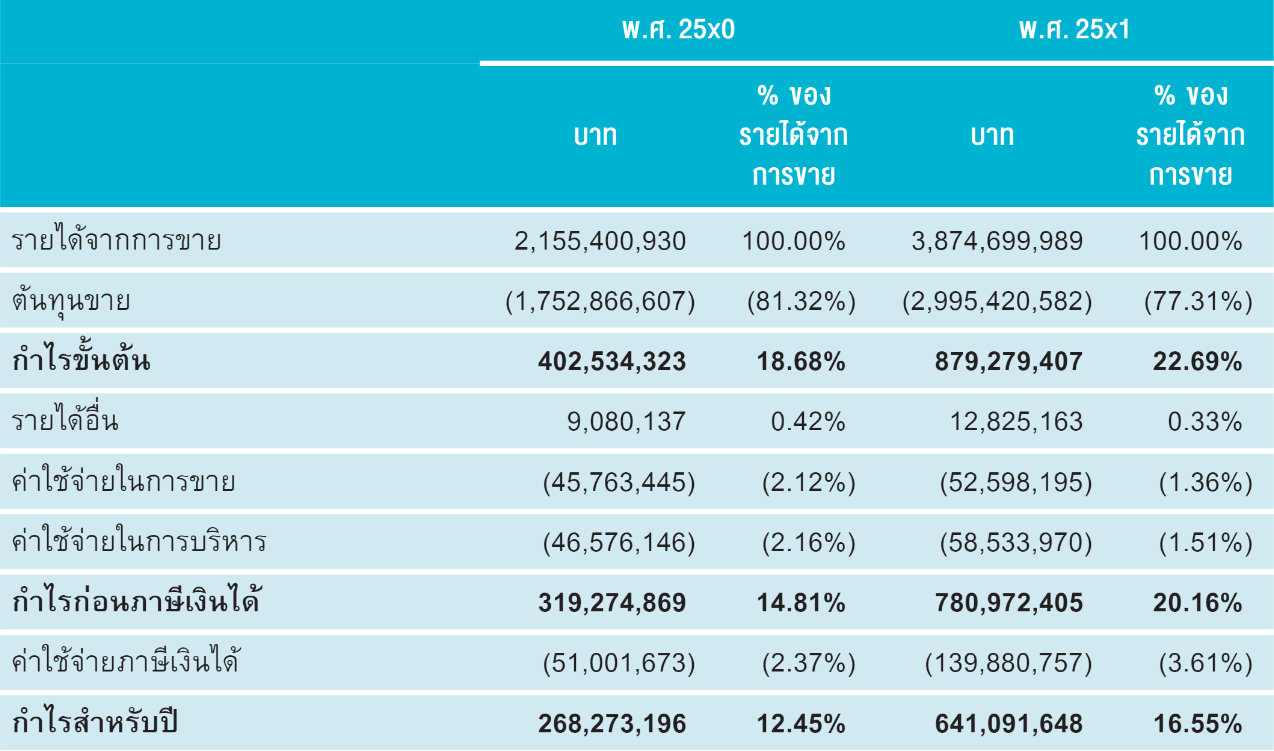 พ.ศ. 25x0 พ.ศ. 25x1
บาท % ของ รายได้จาก การขาย บาท % ของ รายได้จาก การขาย
รายได้จากการขาย 2,155,400,930 100.00% 3,874,699,989 100.00%
ต้นทุนขาย (1,752,866,607) (81.32%) (2,995,420,582) (77.31%)
กำไรขั้นต้น 402,534,323 18.68% 879,279,407 22.69%
รายได้อื่น 9,080,137 0.42% 12,825,163 0.33%
ค่าใช้จ่ายในการขาย (45,763,445) (2.12%) (52,598,195) (1.36%)
ค่าใช้จ่ายในการบริหาร (46,576,146) (2.16%) (58,533,970) (1.51%)
กำไรก่อนภาษีเงินได้ 319,274,869 14.81% 780,972,405 20.16%
ค่าใช้จ่ายภาษีเงินได้ (51,001,673) (2.37%) (139,880,757) (3.61%)
กำไรสำหรับปี 268,273,196 12.45% 641,091,648 16.55%